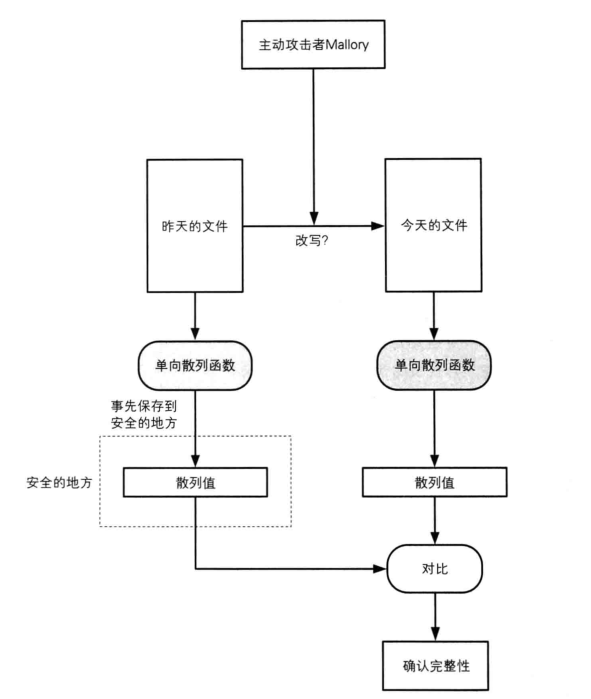 主动攻击者Mallory
昨天的文件
改写?
今天的文件
单向散列函数
单向散列函数
事先保存到
安全的地方
安全的地方
散列值
散列值
对比
确认完整性